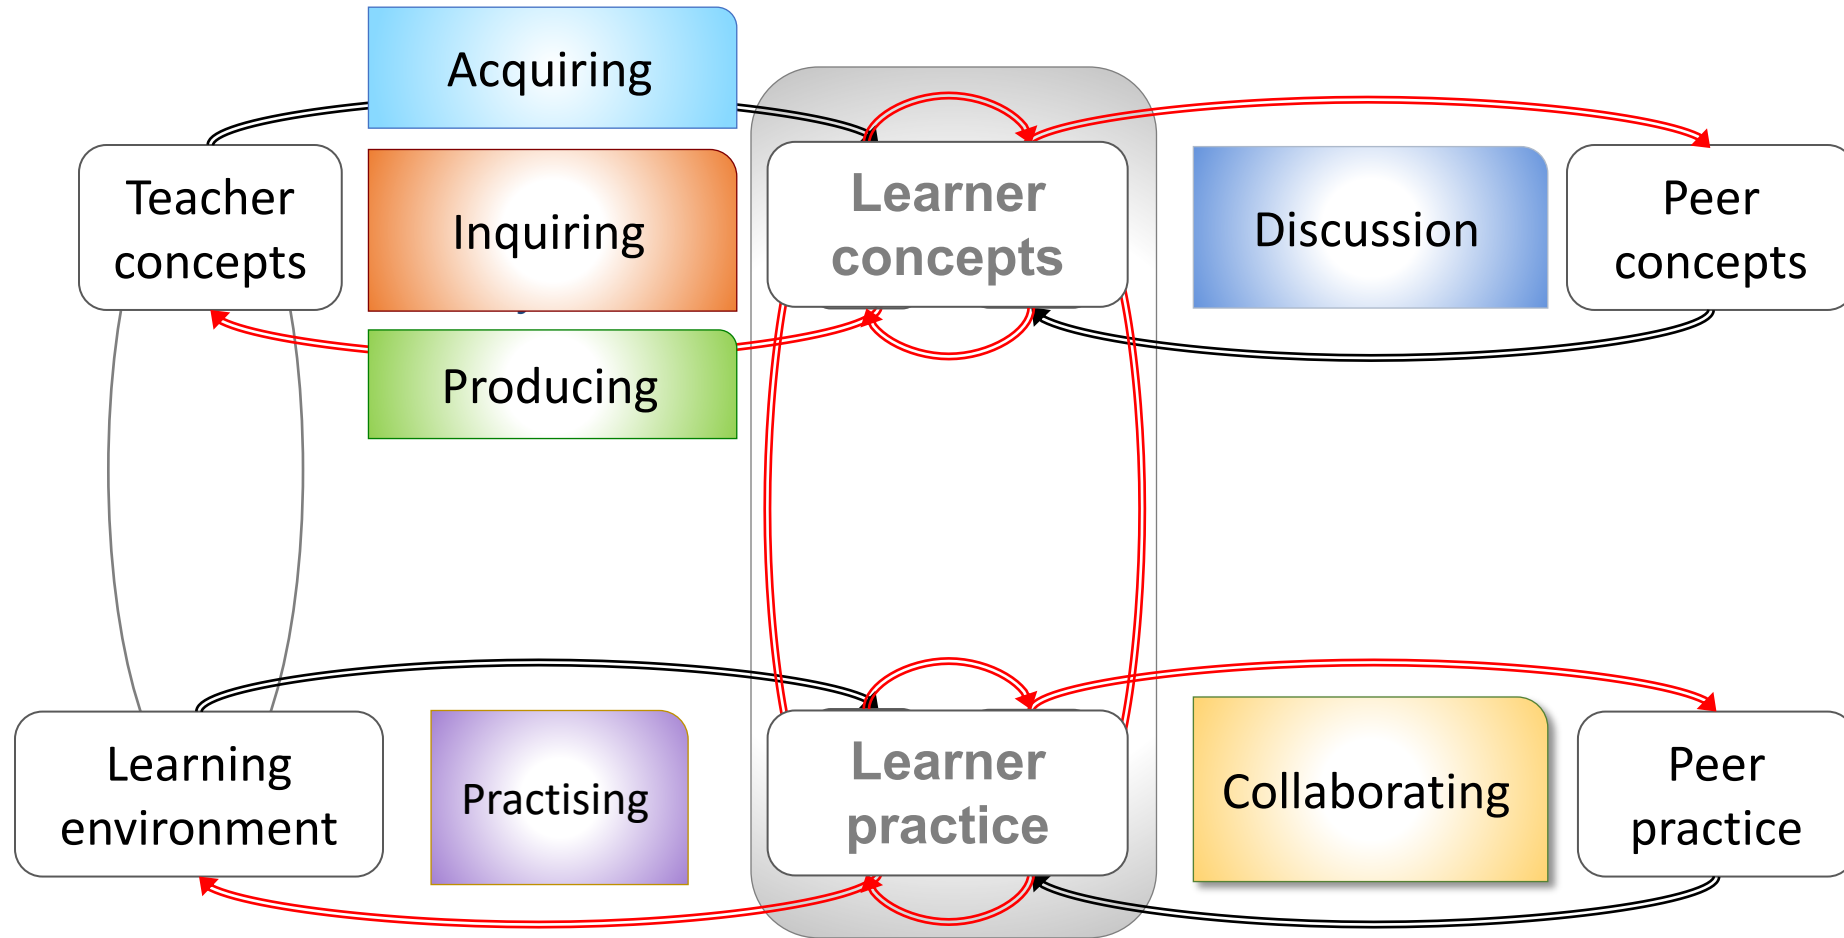 Acquiring
Teacher
concepts
Inquiring
Producing
Learner
concepts
Discussion
Peer
concepts
Learning
environment
Practising
Learner
practice
Collaborating
Peer
practice